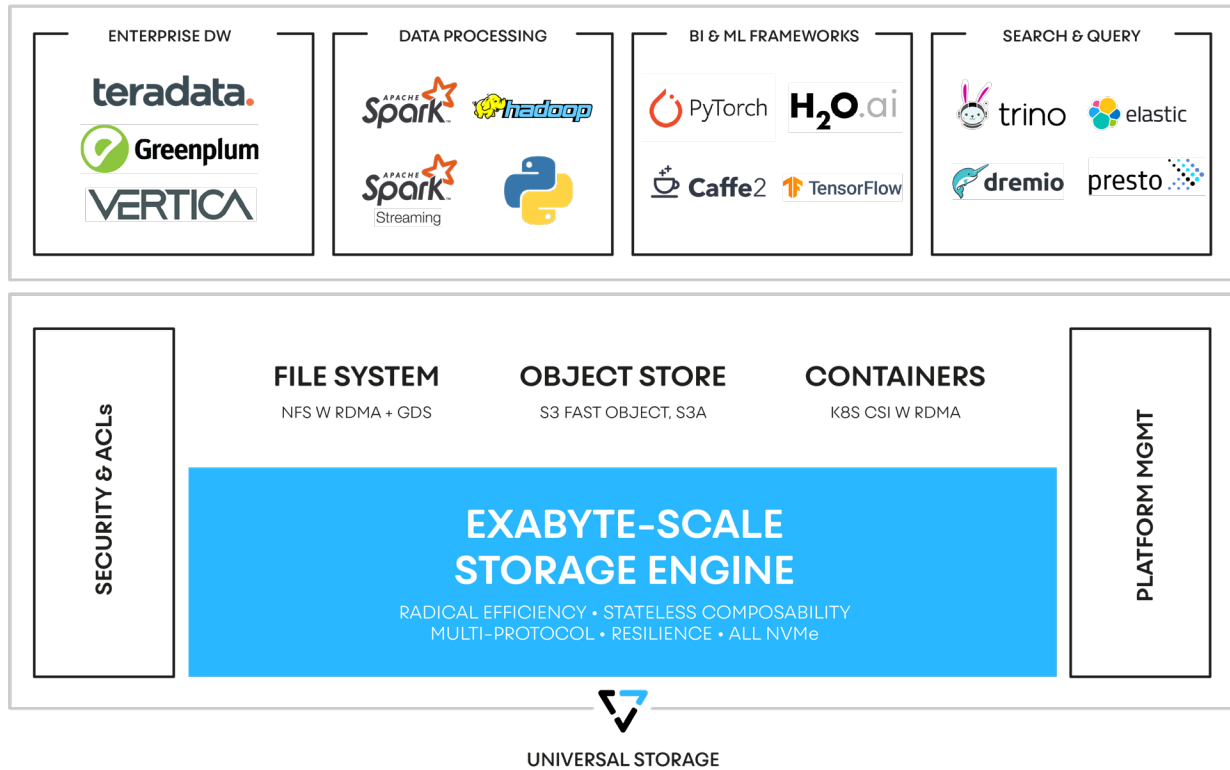 ENTERPRISE DW
teradata.
Greenplum
VERTICA
DATA PROCESSING
APACHE
Spark™
hadoop
APACHE
Spark™
Streaming
BI & ML FRAMEWORKS
PyTorch
H2O.ai
Caffe2
TensorFlow
SEARCH & QUERY
trino
elastic
dremio
presto
SECURITY & ACLs
FILE SYSTEM
NFS W RDMA + GDS
OBJECT STORE
S3 FAST OBJECT, S3A
CONTAINERS
K8S CSI W RDMA
EXABYTE-SCALE
STORAGE ENGINE
RADICAL EFFICIENCY • STATELESS COMPOSABILITY
MULTI-PROTOCOL • RESILIENCE • ALL NVMe
PLATFORM MGMT
UNIVERSAL STORAGE